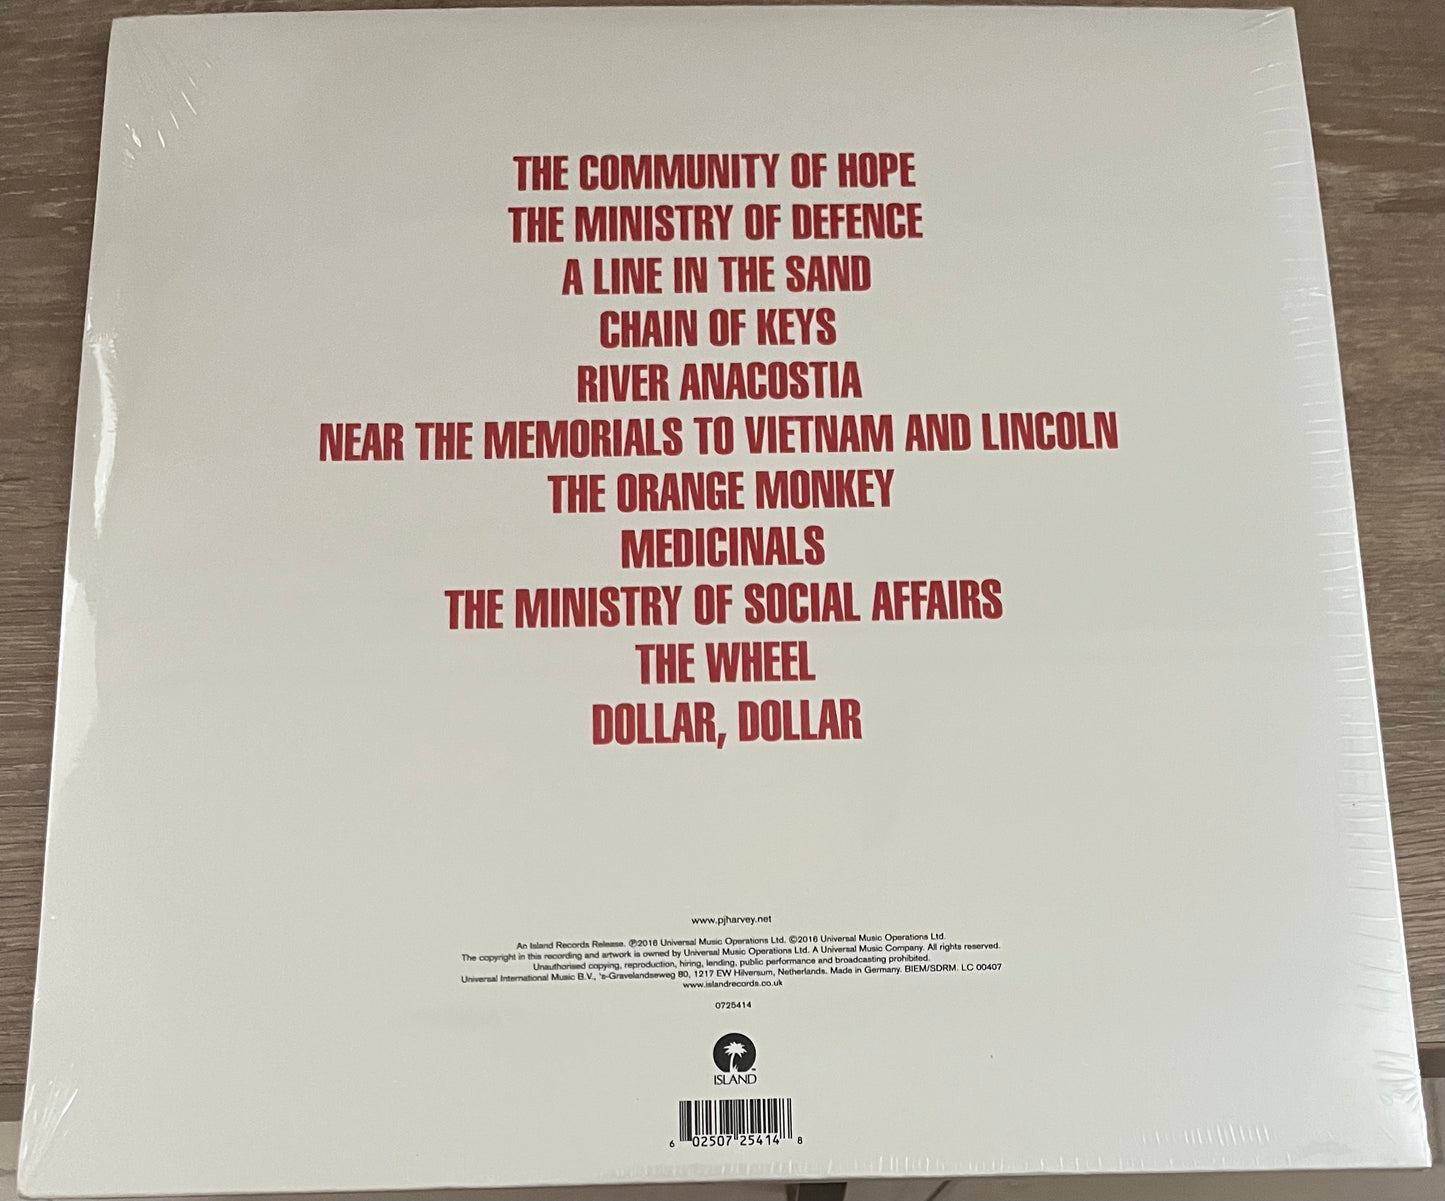 THE COMMUNITY OF HOPE
THE MINISTRY OF DEFENCE
A LINE IN THE SAND
CHAIN OF KEYS
RIVER ANACOSTIA
NEAR THE MEMORIALS TO VIETNAM AND LINCOLN
THE ORANGE MONKEY
MEDICINALS
THE MINISTRY OF SOCIAL AFFAIRS
THE WHEEL
DOLLAR, DOLLAR
www.pjharvey.net
An Island Records Release. ℗2016 Universal Music Operations Ltd. ©2016 Universal Music Operations Ltd.
The copyright in this recording and artwork is owned by Universal Music Operations Ltd. A Universal Music Company. All rights reserved.
Unauthorised copying, reproduction, hiring, lending, public performance and broadcasting prohibited.
Universal International Music B.V., 's-Gravelandseweg 80, 1217 EW Hilversum, Netherlands. Made in Germany. BIEM/SDRM. LC 00407
www.islandrecords.co.uk
0725414
ISLAND
6 02507 25414 8